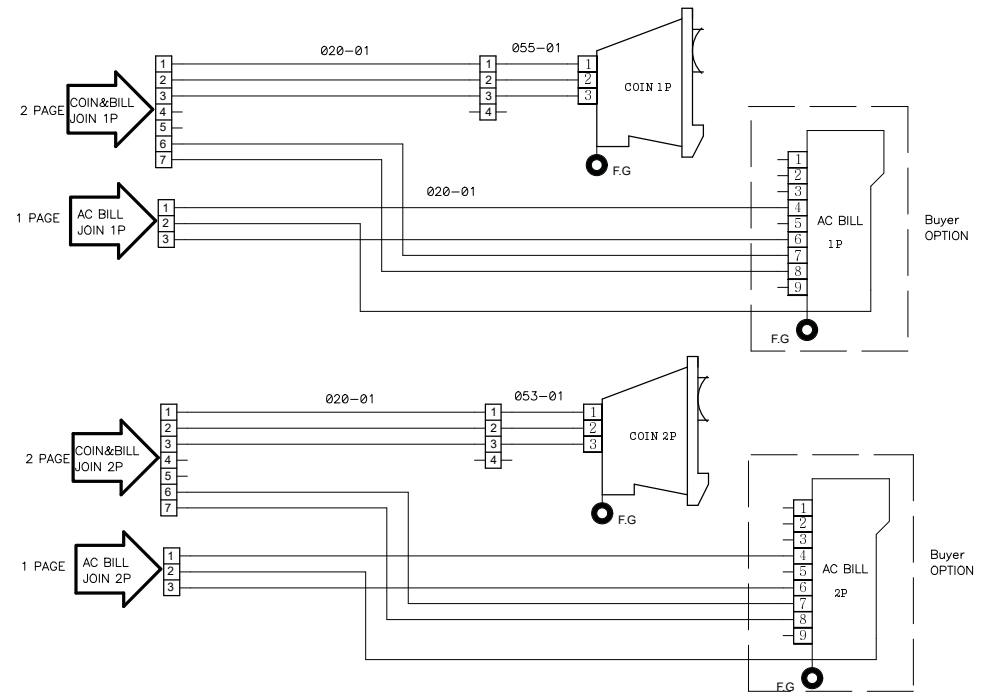 020-01
055-01
2 PAGE
COIN&BILL
JOIN 1P
1
2
3
4
5
6
7
1
2
3
4
1
2
3
COIN 1P
F.G
1 PAGE
AC BILL
JOIN 1P
1
2
3
020-01
1
2
3
4
5
6
7
8
9
AC BILL
1P
F.G
Buyer
OPTION
020-01
053-01
2 PAGE
COIN&BILL
JOIN 2P
1
2
3
4
5
6
7
1
2
3
4
1
2
3
COIN 2P
F.G
1 PAGE
AC BILL
JOIN 2P
1
2
3
1
2
3
4
5
6
7
8
9
AC BILL
2P
F.G
Buyer
OPTION